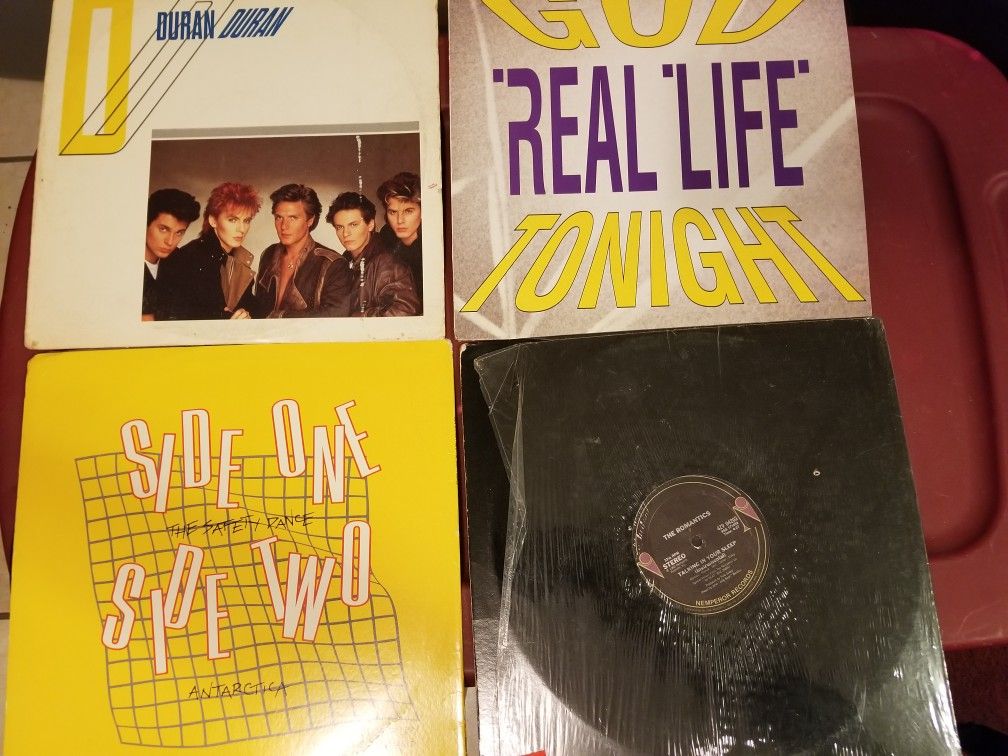 DURAN DURAN
GOD
"REAL LIFE"
TONIGHT
SIDE ONE
THE SAFETY DANCE
SIDE TWO
ANTARCTICA
THE ROMANTICS
STEREO
TALKING IN YOUR SLEEP
NEMPEROR RECORDS